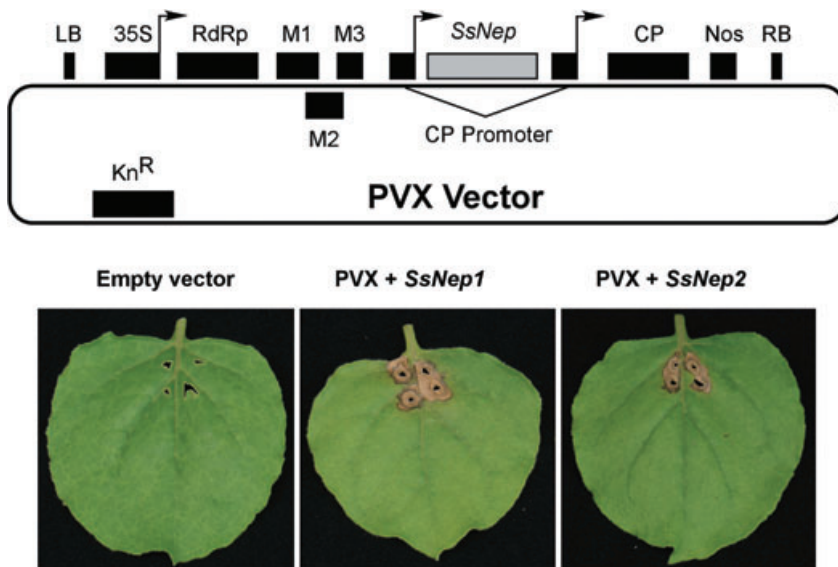 LB 35S RdRp M1 M3 SsNep CP Nos RB
M2 CP Promoter
KnR
PVX Vector
Empty vector PVX + SsNep1 PVX + SsNep2